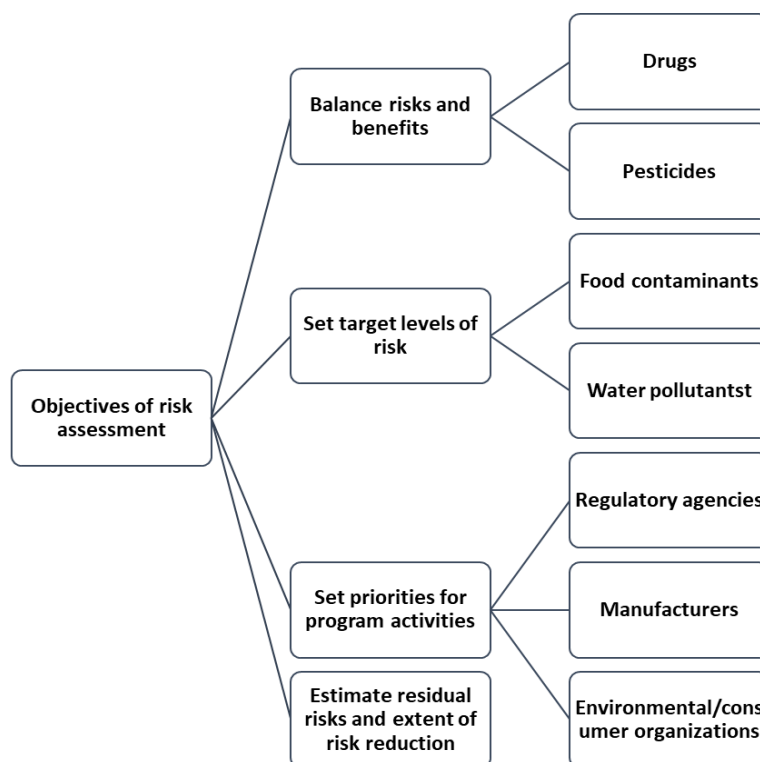 Objectives of risk
assessment
Balance risks and
benefits
Drugs
Pesticides
Set target levels of
risk
Food contaminants
Water pollutantst
Set priorities for
program activities
Regulatory agencies
Manufacturers
Environmental/cons
umer organizations
Estimate residual
risks and extent of
risk reduction